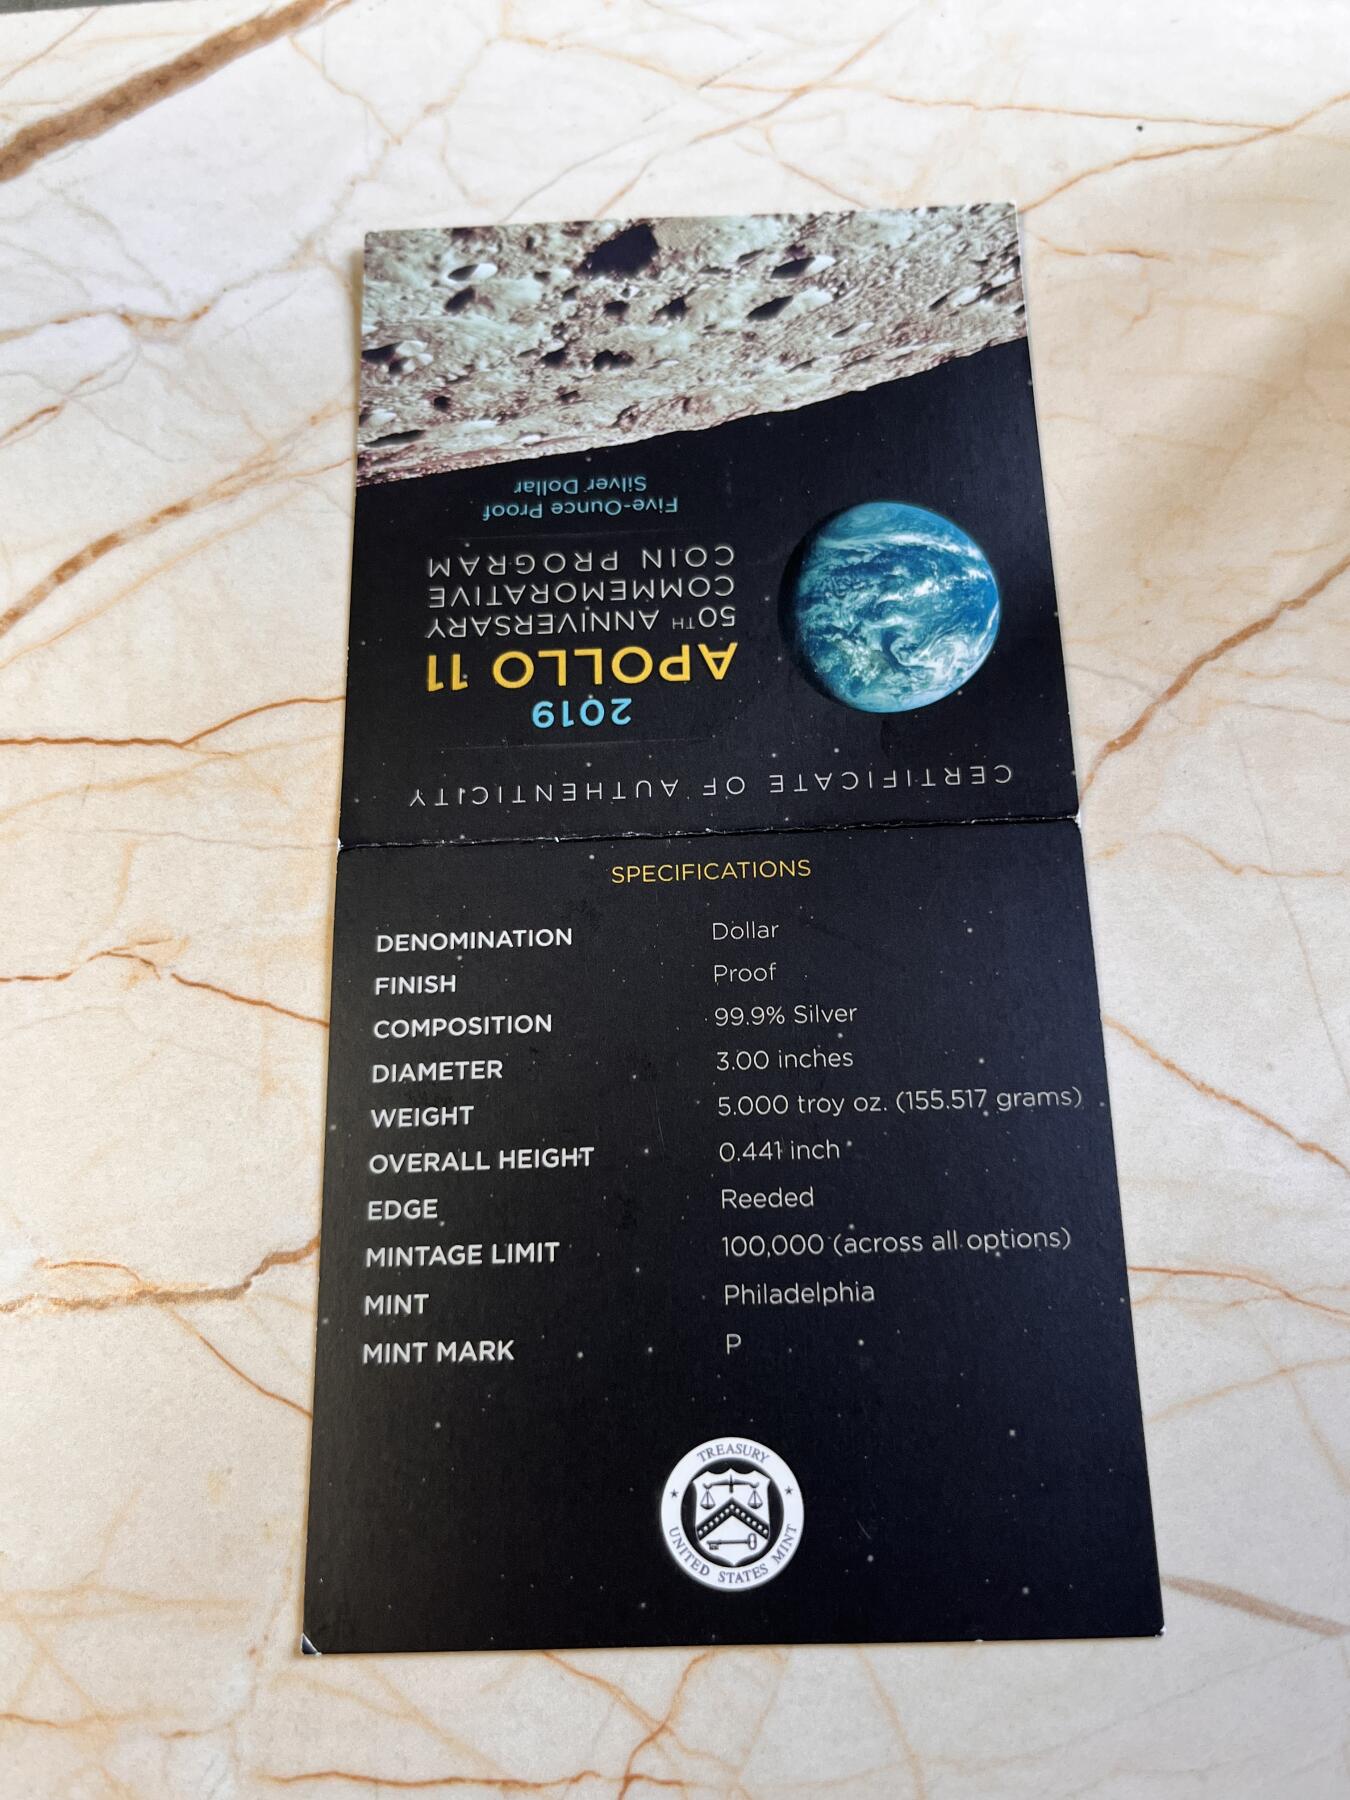 CERTIFICATE OF AUTHENTICITY
2019
APOLLO 11
50TH ANNIVERSARY
COMMEMORATIVE
COIN PROGRAM
Five-Ounce Proof
Silver Dollar
SPECIFICATIONS
DENOMINATION Dollar
FINISH Proof
COMPOSITION 99.9% Silver
DIAMETER 3.00 inches
WEIGHT 5.000 troy oz. (155.517 grams)
OVERALL HEIGHT 0.441 inch
EDGE Reeded
MINTAGE LIMIT 100,000 (across all options)
MINT Philadelphia
MINT MARK P
TREASURY
UNITED STATES MINT